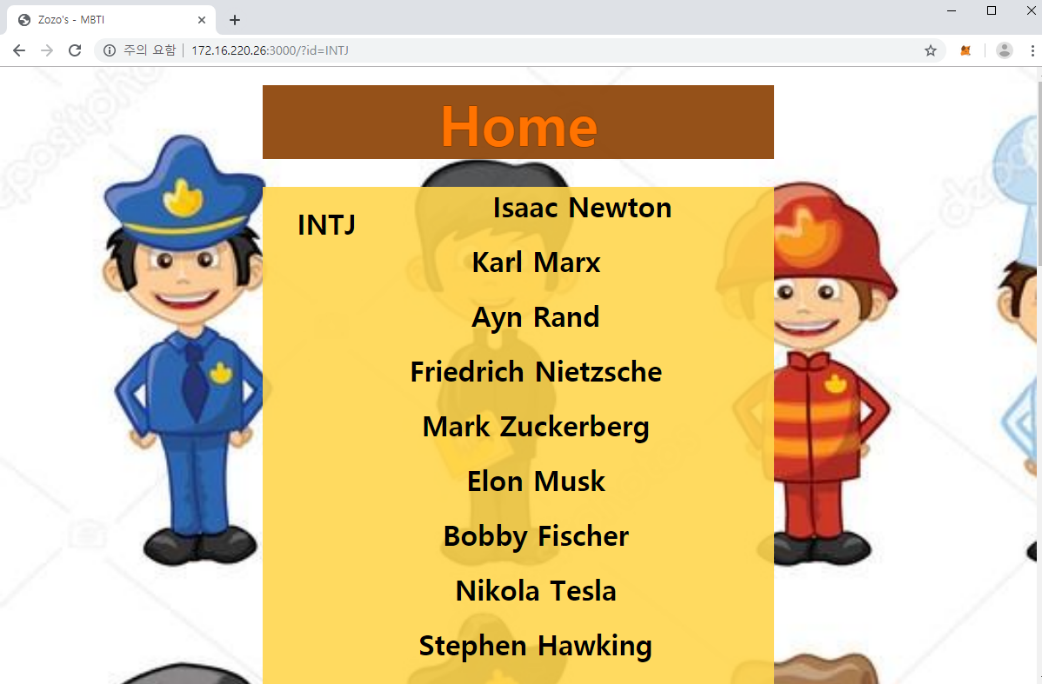 Zozo's - MBTI
주의 요함 | 172.16.220.26:3000/?id=INTJ
Home
INTJ
Isaac Newton
Karl Marx
Ayn Rand
Friedrich Nietzsche
Mark Zuckerberg
Elon Musk
Bobby Fischer
Nikola Tesla
Stephen Hawking